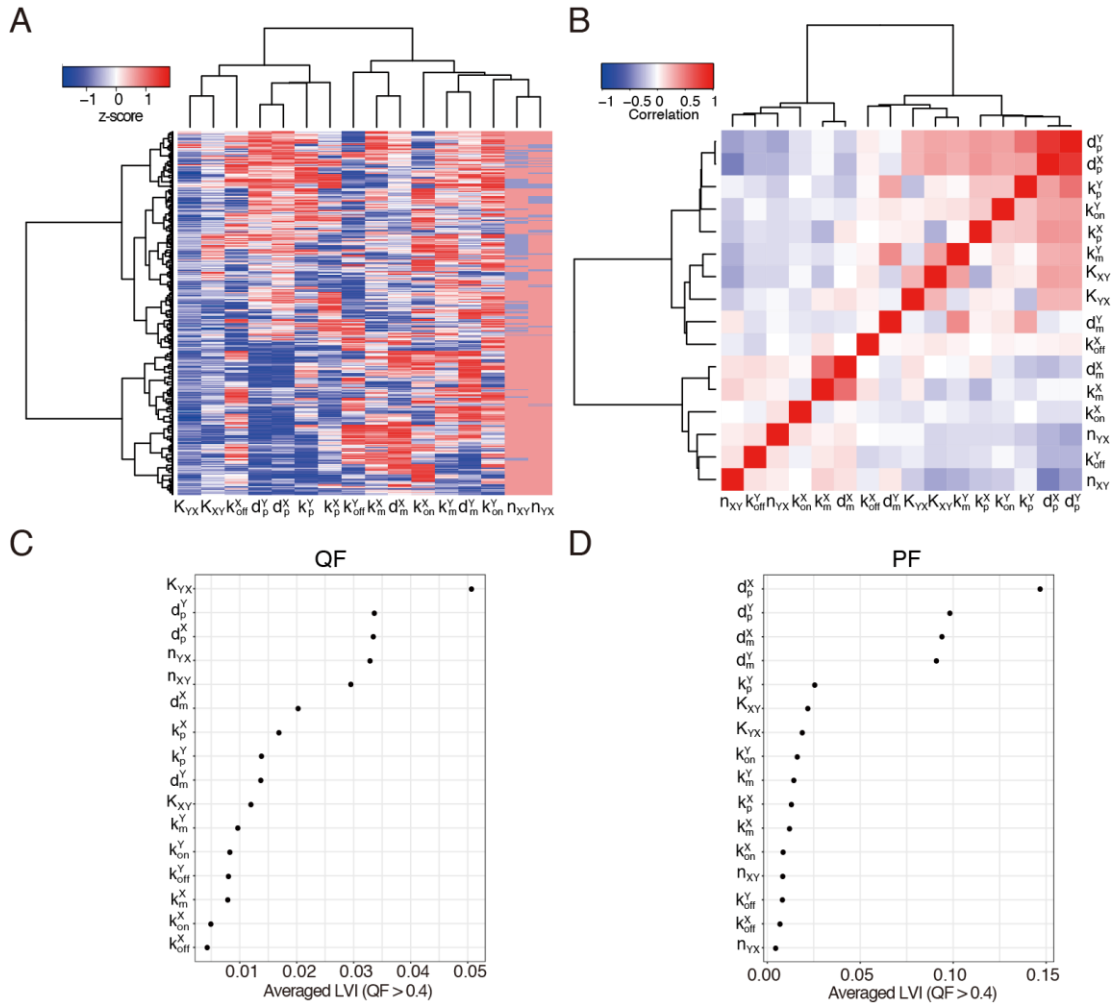 A
−1 0 1
z-score
K_YX K_XY k^X_off d^Y_p d^X_p k^Y_p k^X_p k^Y_off k^X_m d^X_m k^X_on k^Y_m d^Y_m k^Y_on n_XY n_YX
B
−1 −0.5 0 0.5 1
Correlation
d^Y_p
d^X_p
k^Y_p
k^Y_on
k^X_p
k^Y_m
K_XY
K_YX
d^Y_m
k^X_off
d^X_m
k^X_m
k^X_on
n_YX
k^Y_off
n_XY
n_XY k^Y_off n_YX k^X_on k^X_m d^X_m k^X_off d^Y_m K_YX K_XY k^Y_m k^X_p k^Y_on k^Y_p d^X_p d^Y_p
C
QF
K_YX
d^Y_p
d^X_p
n_YX
n_XY
d^X_m
k^X_p
k^Y_p
d^Y_m
K_XY
k^Y_m
k^Y_on
k^Y_off
k^X_m
k^X_on
k^X_off
0.01 0.02 0.03 0.04 0.05
Averaged LVI (QF > 0.4)
D
PF
d^X_p
d^Y_p
d^X_m
d^Y_m
k^Y_p
K_XY
K_YX
k^Y_on
k^Y_m
k^X_p
k^X_m
k^X_on
n_XY
k^Y_off
k^X_off
n_YX
0.00 0.05 0.10 0.15
Averaged LVI (QF > 0.4)